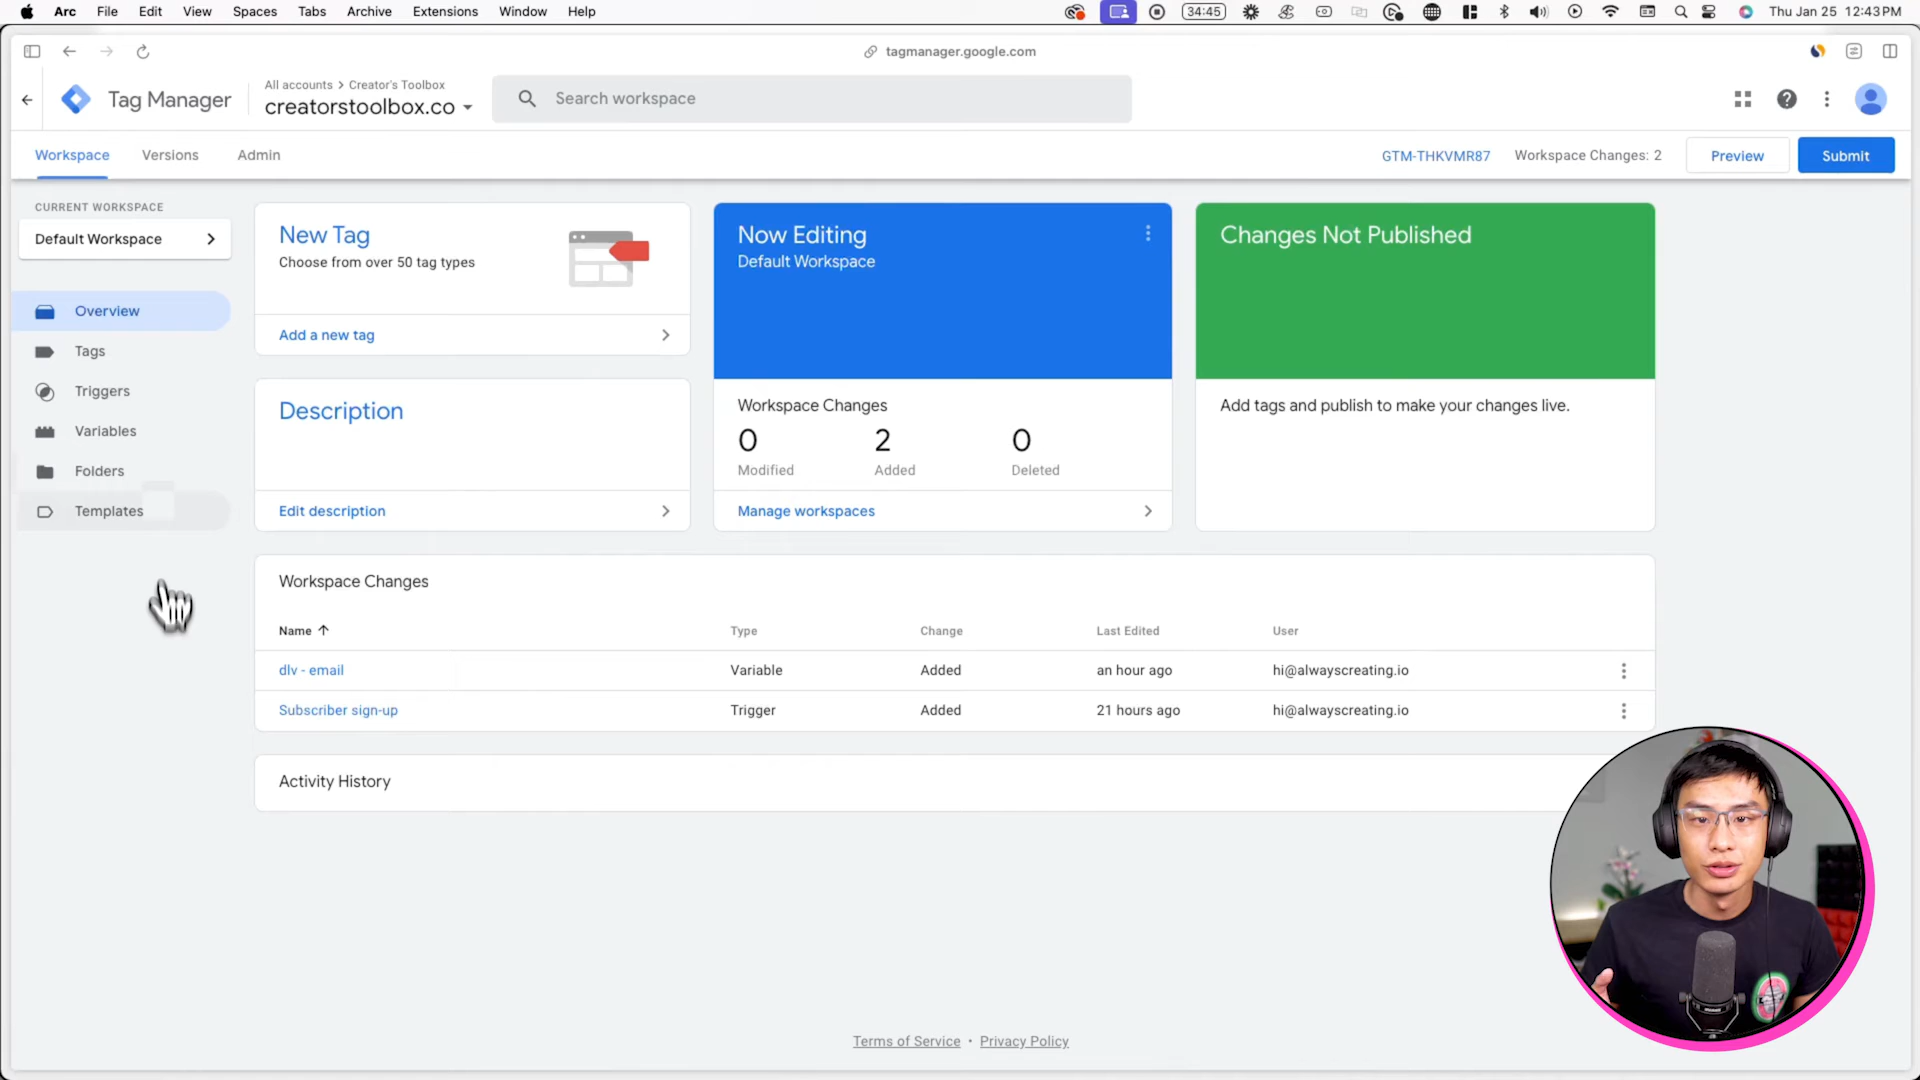 Arc File Edit View Spaces Tabs Archive Extensions Window Help 34:45 Thu Jan 25 12:43 PM
tagmanager.google.com
Tag Manager
All accounts > Creator's Toolbox
creatorstoolbox.co
Search workspace
Workspace Versions Admin
GTM-THKVMR87 Workspace Changes: 2 Preview Submit
CURRENT WORKSPACE
Default Workspace
Overview
Tags
Triggers
Variables
Folders
Templates
New Tag
Choose from over 50 tag types
Add a new tag
Description
Edit description
Now Editing
Default Workspace
Workspace Changes
0 2 0
Modified Added Deleted
Manage workspaces
Changes Not Published
Add tags and publish to make your changes live.
Workspace Changes
Name Type Change Last Edited User
dlv - email Variable Added an hour ago hi@alwayscreating.io
Subscriber sign-up Trigger Added 21 hours ago hi@alwayscreating.io
Activity History
Terms of Service • Privacy Policy